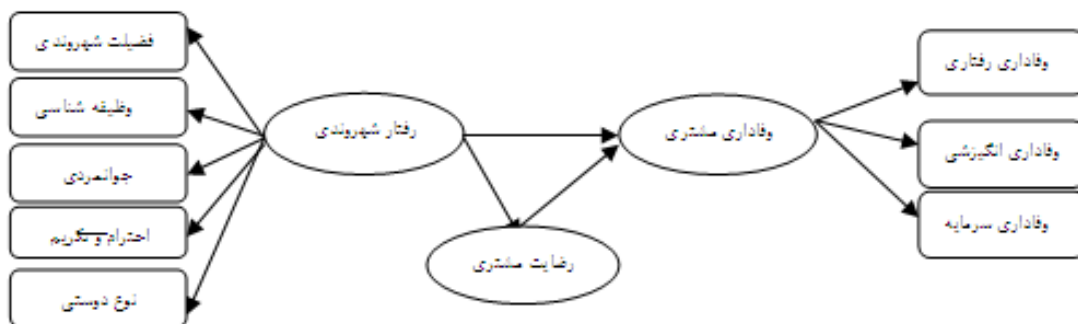 فضیلت شهروندی
وظیفه شناسی
جوانمردی
احترام و تکریم
نوع دوستی
رفتار شهروندی
رضایت مشتری
وفاداری مشتری
وفاداری رفتاری
وفاداری انگیزشی
وفاداری سرمایه